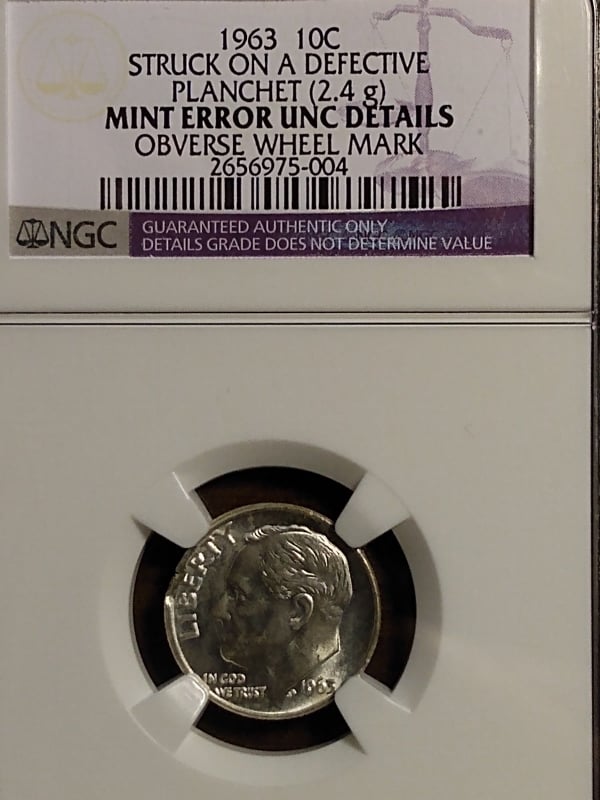 1963 10C
STRUCK ON A DEFECTIVE
PLANCHET (2.4 g)
MINT ERROR UNC DETAILS
OBVERSE WHEEL MARK
2656975-004
NGC
NGC
GUARANTEED AUTHENTIC ONLY
DETAILS GRADE DOES NOT DETERMINE VALUE
LIBERTY
IN GOD
WE TRUST
1963